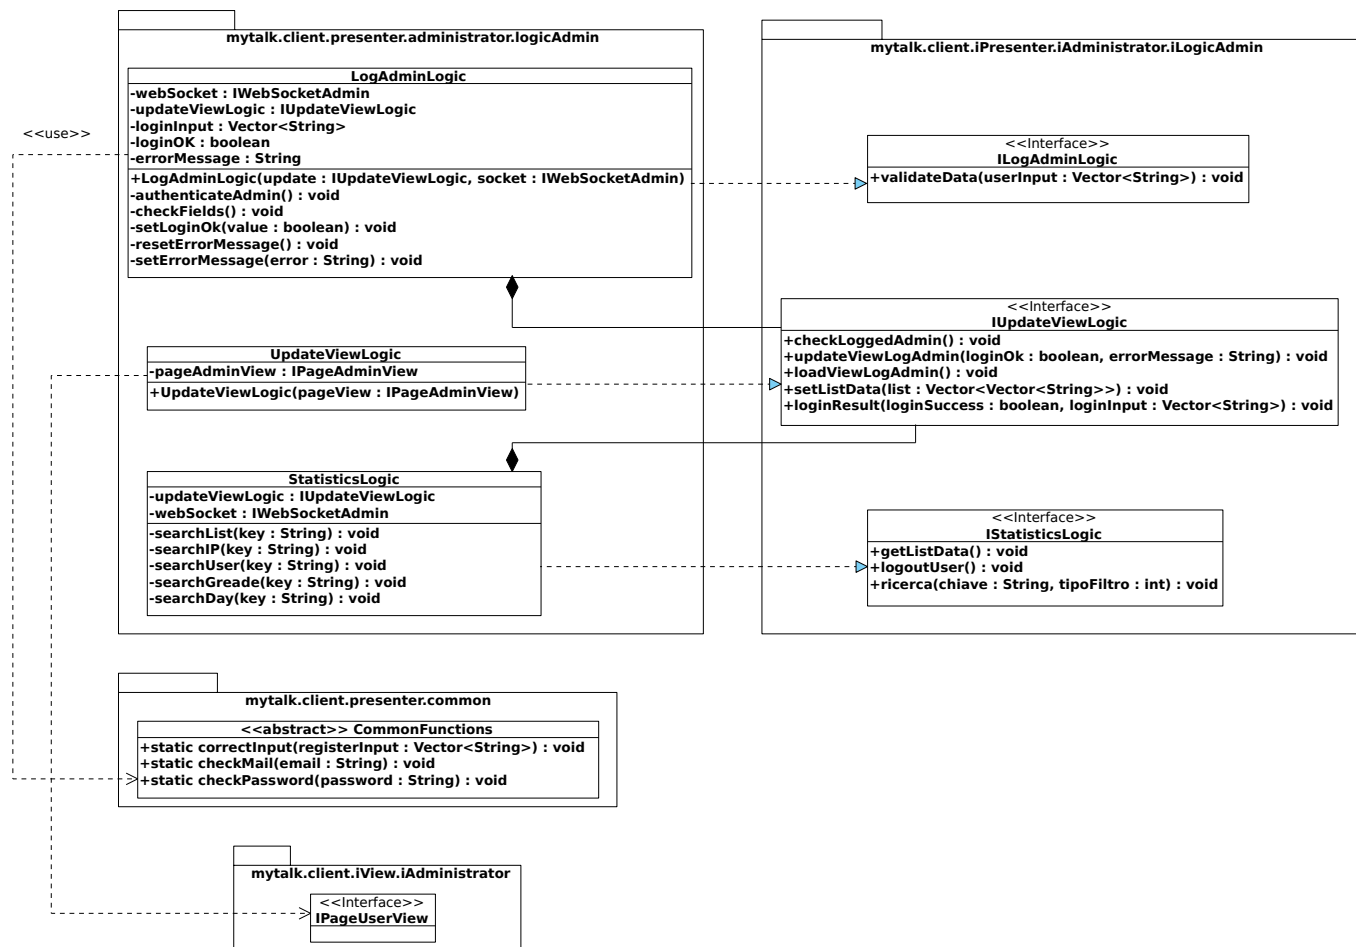 mytalk.client.presenter.administrator.logicAdmin
LogAdminLogic
-webSocket : IWebSocketAdmin
-updateViewLogic : IUpdateViewLogic
-loginInput : Vector<String>
-loginOK : boolean
-errorMessage : String
+LogAdminLogic(update : IUpdateViewLogic, socket : IWebSocketAdmin)
-authenticateAdmin() : void
-checkFields() : void
-setLoginOk(value : boolean) : void
-resetErrorMessage() : void
-setErrorMessage(error : String) : void
<<use>>
UpdateViewLogic
-pageAdminView : IPageAdminView
+UpdateViewLogic(pageView : IPageAdminView)
StatisticsLogic
-updateViewLogic : IUpdateViewLogic
-webSocket : IWebSocketAdmin
-searchList(key : String) : void
-searchIP(key : String) : void
-searchUser(key : String) : void
-searchGreade(key : String) : void
-searchDay(key : String) : void
mytalk.client.iPresenter.iAdministrator.iLogicAdmin
<<Interface>>
ILogAdminLogic
+validateData(userInput : Vector<String>) : void
<<Interface>>
IUpdateViewLogic
+checkLoggedAdmin() : void
+updateViewLogAdmin(loginOk : boolean, errorMessage : String) : void
+loadViewLogAdmin() : void
+setListData(list : Vector<Vector<String>>) : void
+loginResult(loginSuccess : boolean, loginInput : Vector<String>) : void
<<Interface>>
IStatisticsLogic
+getListData() : void
+logoutUser() : void
+ricerca(chiave : String, tipoFiltro : int) : void
mytalk.client.presenter.common
<<abstract>> CommonFunctions
+static correctInput(registerInput : Vector<String>) : void
+static checkMail(email : String) : void
+static checkPassword(password : String) : void
mytalk.client.iView.iAdministrator
<<Interface>>
IPageUserView